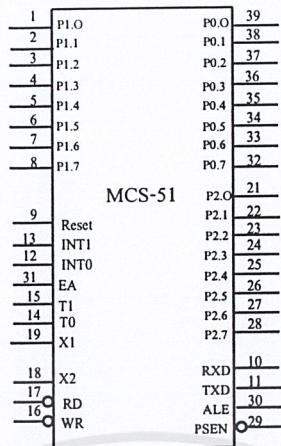 1 P1.O P0.O 39
2 P1.1 P0.1 38
3 P1.2 P0.2 37
4 P1.3 P0.3 36
5 P1.4 P0.4 35
6 P1.5 P0.5 34
7 P1.6 P0.6 33
8 P1.7 P0.7 32
MCS-51
P2.O 21
P2.1 22
9 Reset P2.2 23
13 INT1 P2.3 24
12 INT0 P2.4 25
31 EA P2.5 26
15 T1 P2.6 27
14 T0 P2.7 28
19 X1
18 X2 RXD 10
17 RD TXD 11
16 WR ALE 30
PSEN 29